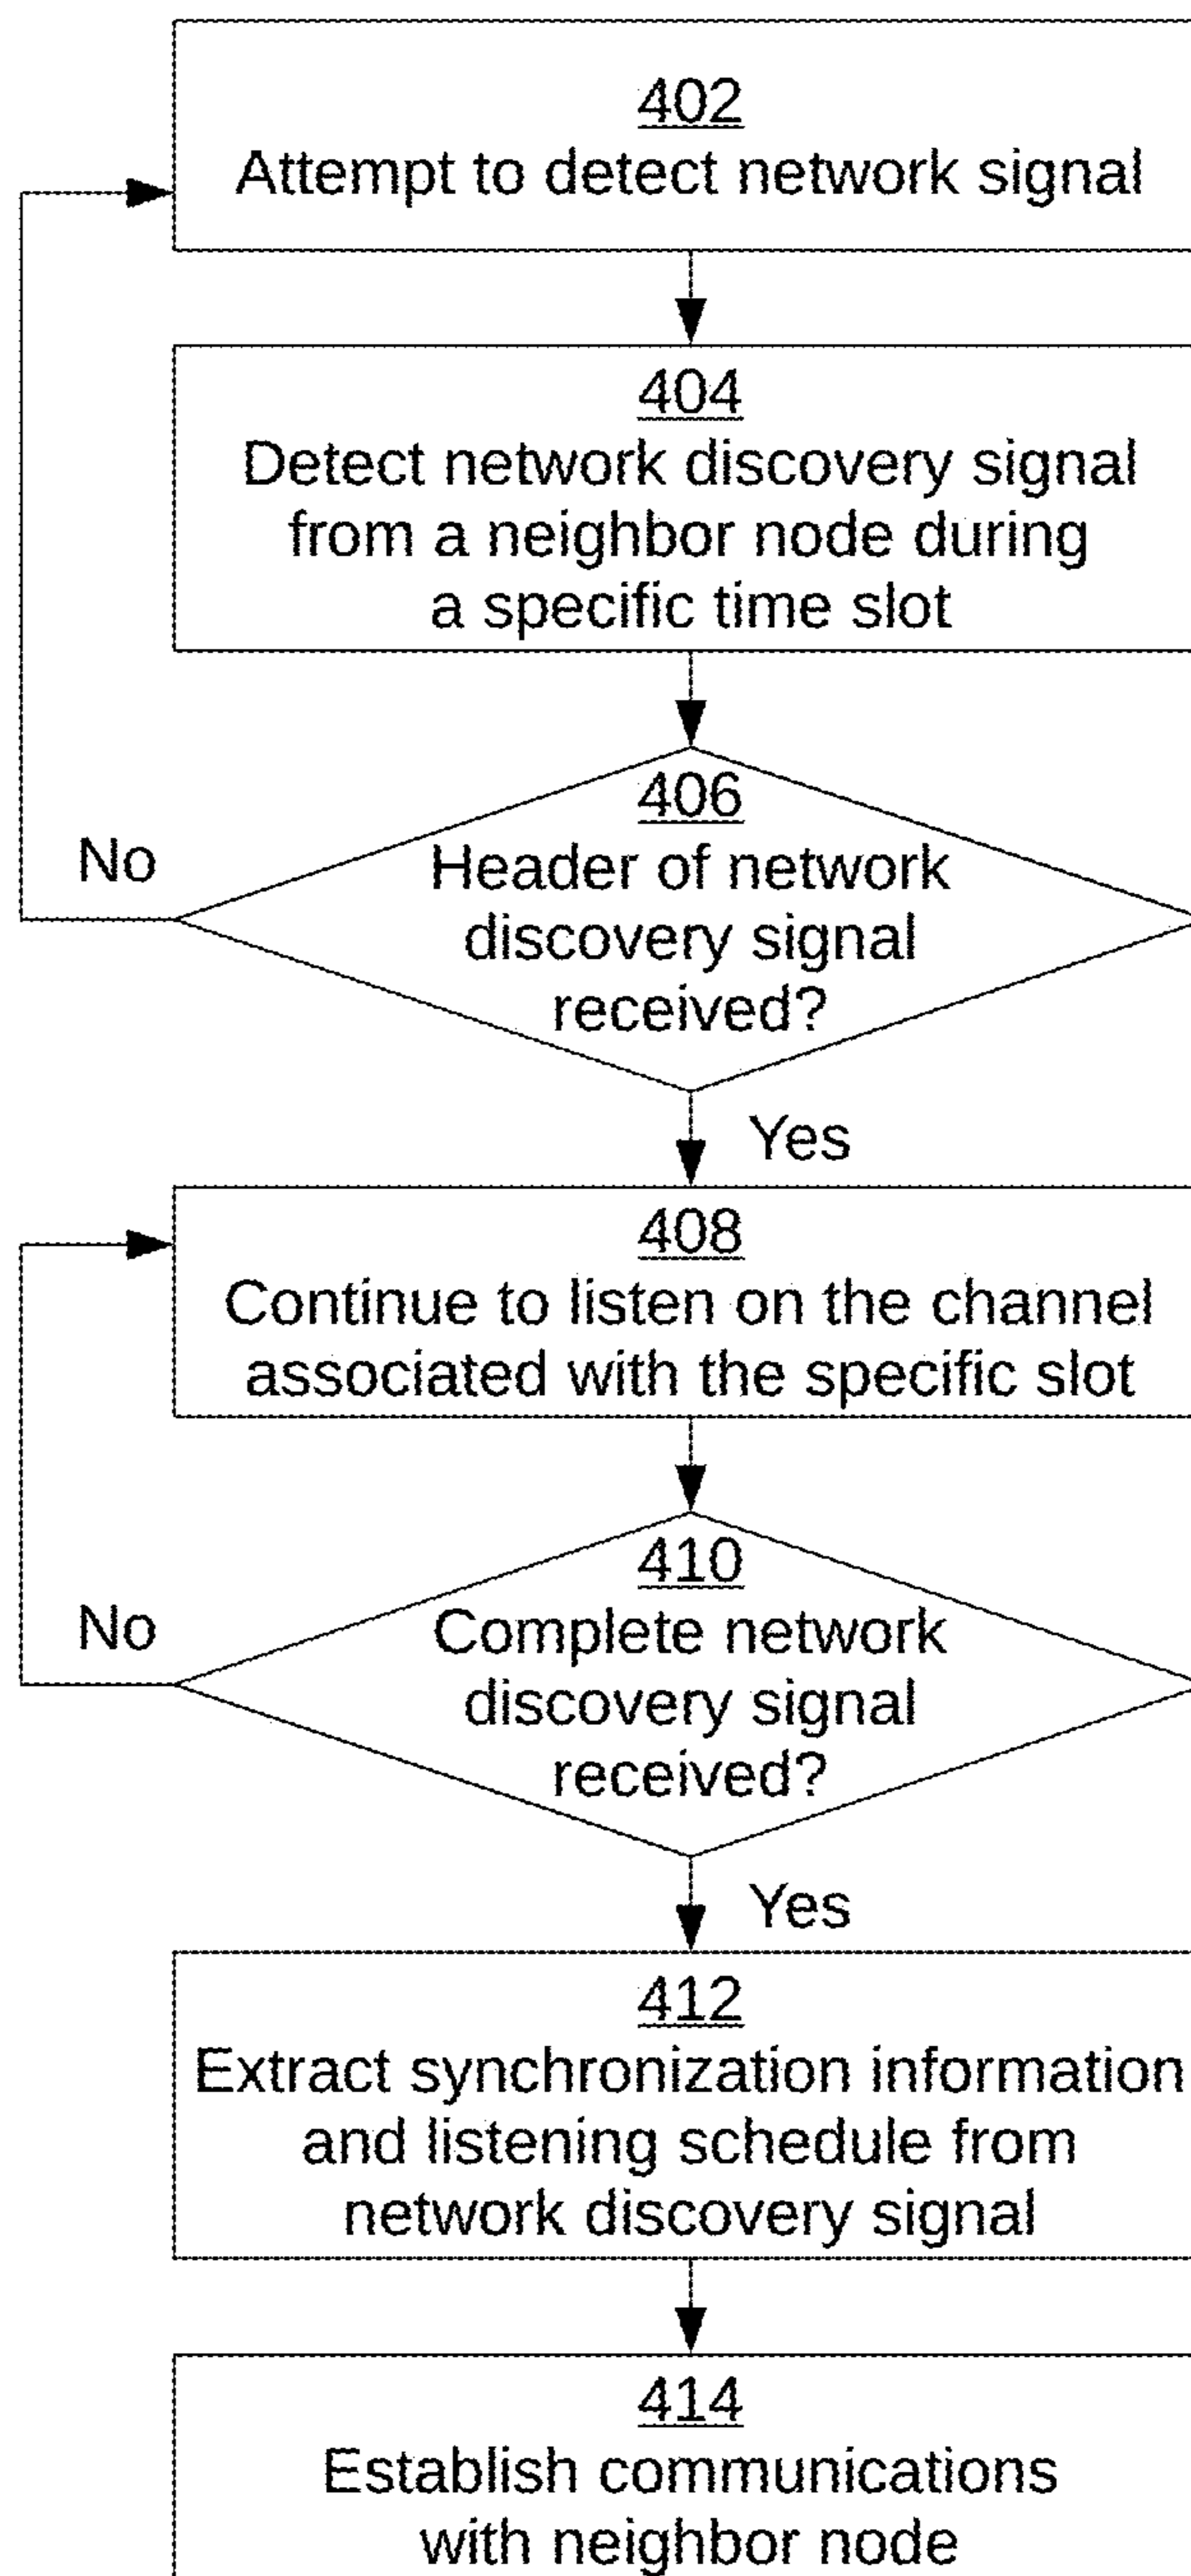 402
Attempt to detect network signal
404
Detect network discovery signal
from a neighbor node during
a specific time slot
406
Header of network
discovery signal
received?
No
Yes
408
Continue to listen on the channel
associated with the specific slot
410
Complete network
discovery signal
received?
No
Yes
412
Extract synchronization information
and listening schedule from
network discovery signal
414
Establish communications
with neighbor node